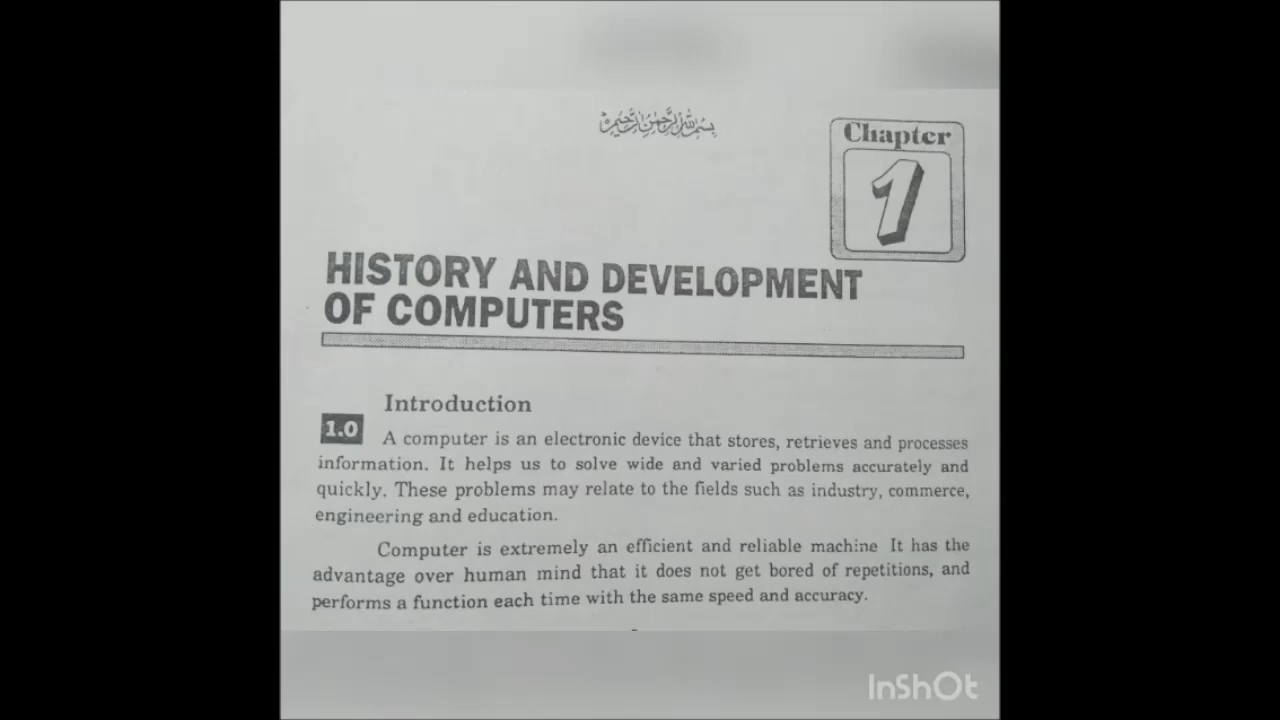 بسم الله الرحمن الرحيم
Chapter
1
HISTORY AND DEVELOPMENT
OF COMPUTERS
Introduction
1.0 A computer is an electronic device that stores, retrieves and processes
information. It helps us to solve wide and varied problems accurately and
quickly. These problems may relate to the fields such as industry, commerce,
engineering and education.
Computer is extremely an efficient and reliable machine It has the
advantage over human mind that it does not get bored of repetitions, and
performs a function each time with the same speed and accuracy.
InShOt